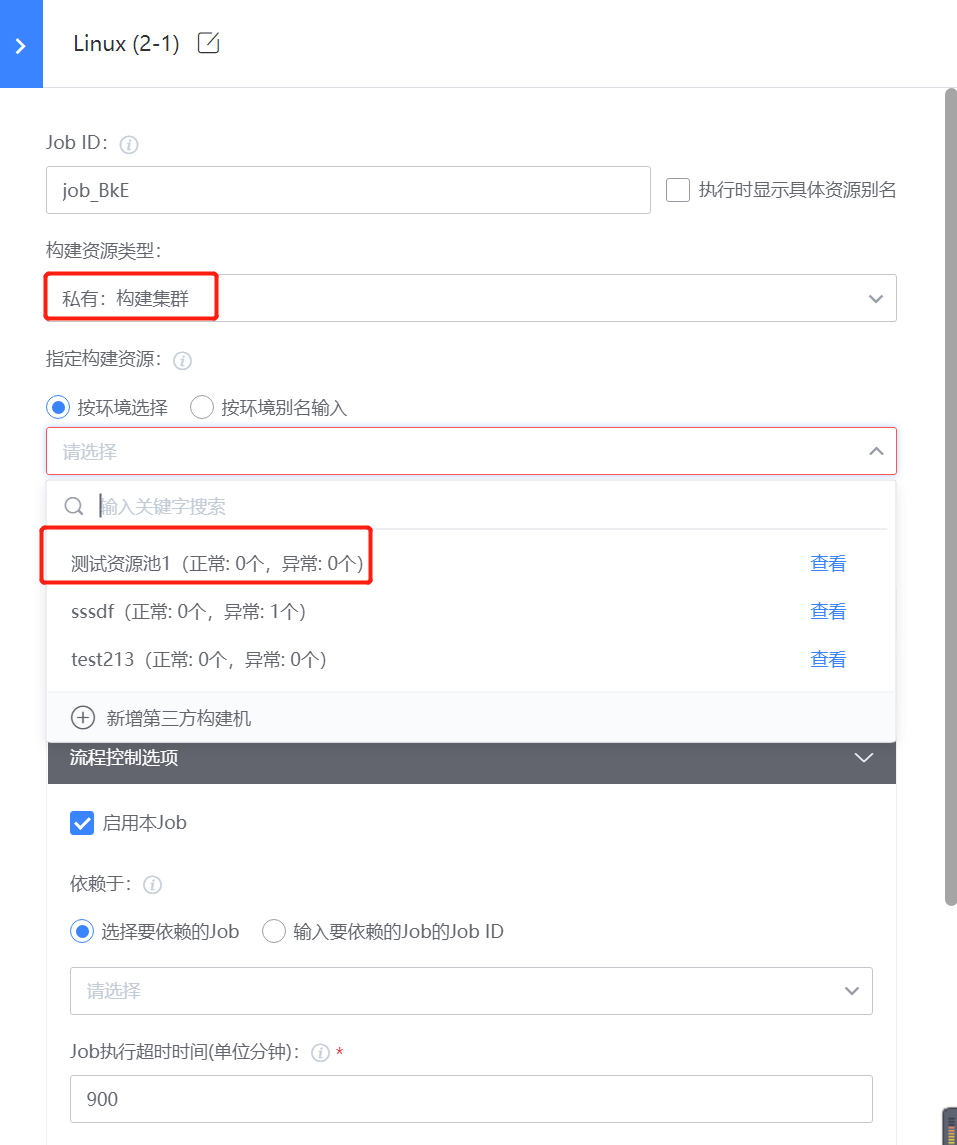 Linux (2-1)
Job ID：
job_BkE
执行时显示具体资源别名
构建资源类型：
私有：构建集群
指定构建资源：
按环境选择 按环境别名输入
请选择
输入关键字搜索
测试资源池1（正常: 0个，异常: 0个） 查看
sssdf（正常: 0个，异常: 1个） 查看
test213（正常: 0个，异常: 0个） 查看
新增第三方构建机
流程控制选项
启用本Job
依赖于：
选择要依赖的Job 输入要依赖的Job的Job ID
请选择
Job执行超时时间(单位分钟)： *
900